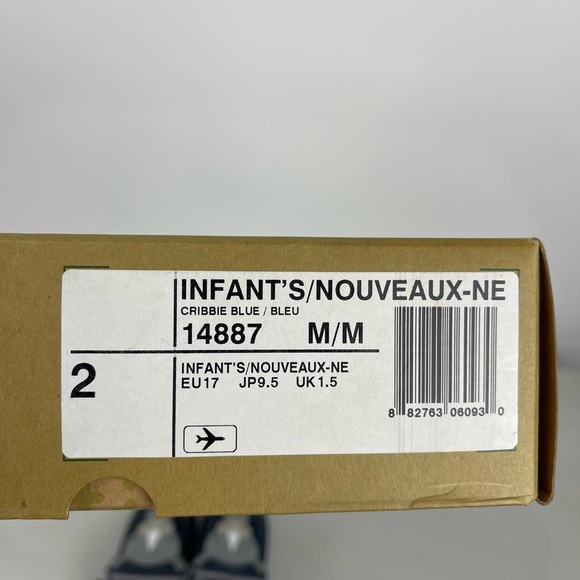 INFANT'S/NOUVEAUX-NE
CRIBBIE BLUE / BLEU
14887 M/M
2
INFANT'S/NOUVEAUX-NE
EU17 JP9.5 UK1.5
8 82763 06093 0